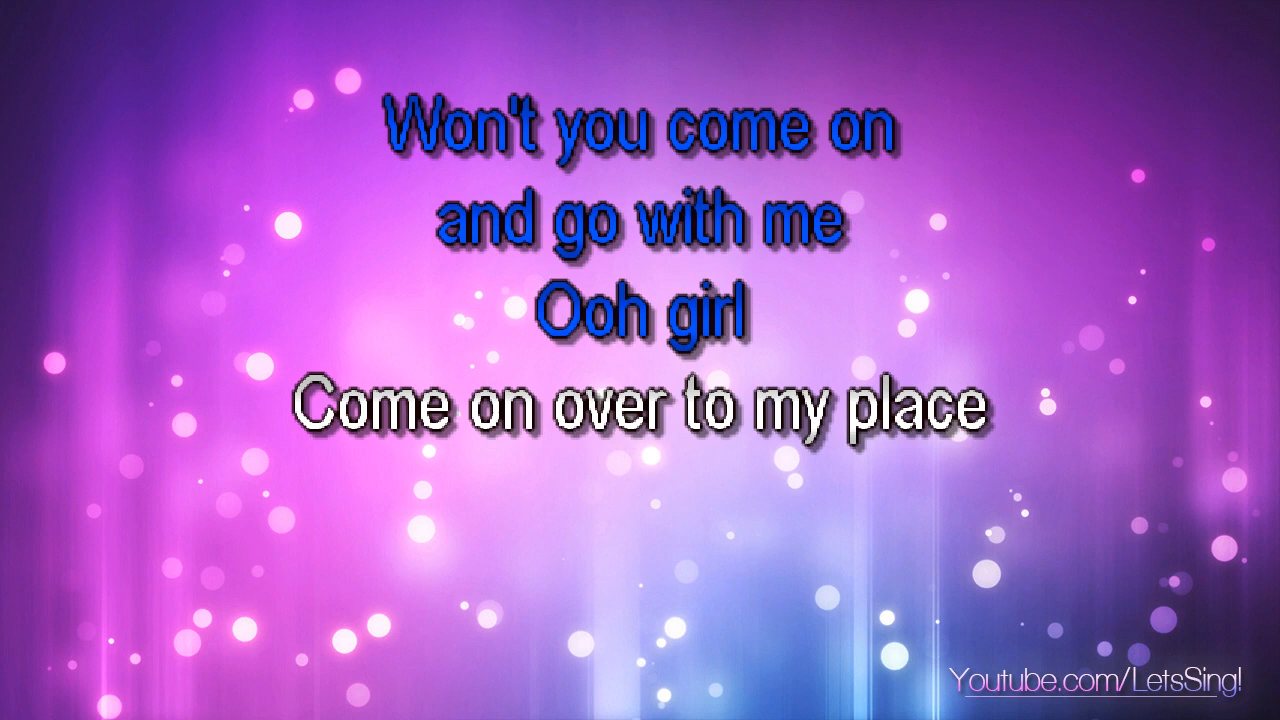 Won't you come on
and go with me
Ooh girl
Come on over to my place
Youtube.com/LetsSing!